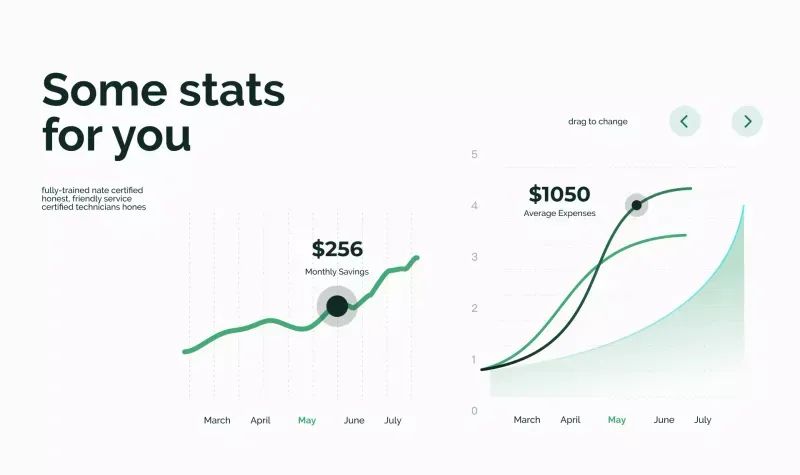 Some stats
for you
fully-trained nate certified
honest, friendly service
certified technicians hones
$256
Monthly Savings
March April May June July
drag to change
5
4
3
2
1
0
$1050
Average Expenses
March April May June July